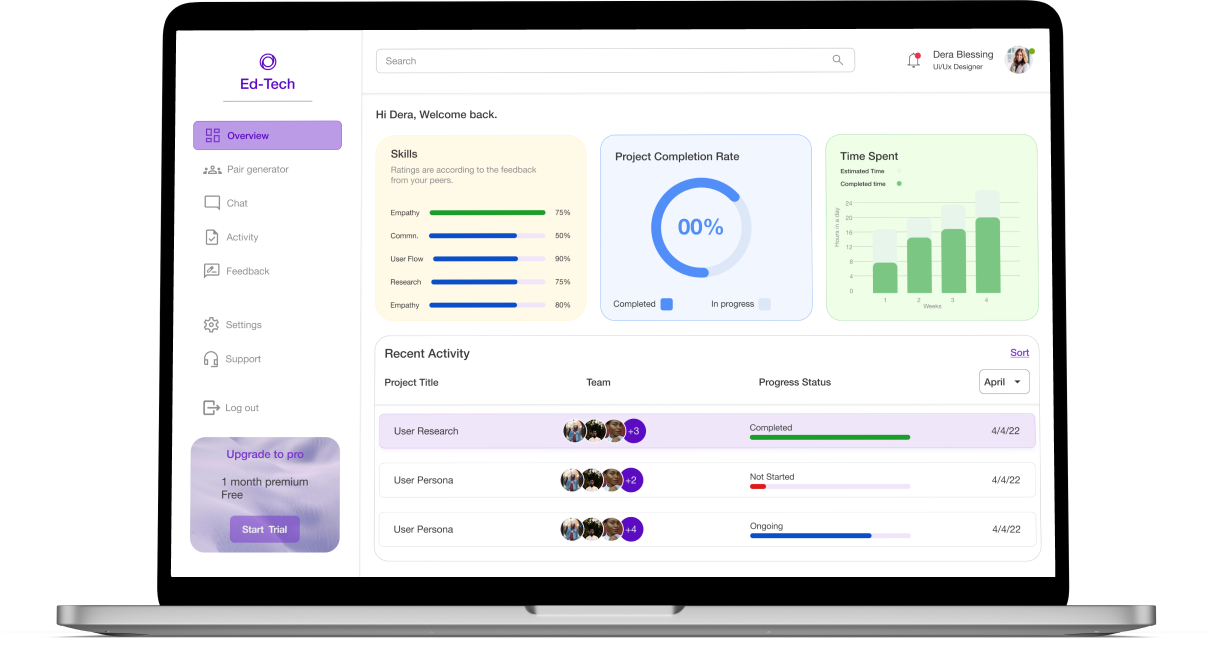 Ed-Tech
Overview
Pair generator
Chat
Activity
Feedback
Settings
Support
Log out
Upgrade to pro
1 month premium
Free
Start Trial
Search
Dera Blessing
Ui/Ux Designer
Hi Dera, Welcome back.
Skills
Ratings are according to the feedback
from your peers.
Empathy 75%
Commn. 50%
User Flow 90%
Research 75%
Empathy 80%
Project Completion Rate
00%
Completed In progress
Time Spent
Estimated Time
Completed time
Hours in a day
24
20
16
12
8
4
0
1 2 3 4
Weeks
Recent Activity Sort
Project Title Team Progress Status April
User Research +3 Completed 4/4/22
User Persona +2 Not Started 4/4/22
User Persona +4 Ongoing 4/4/22